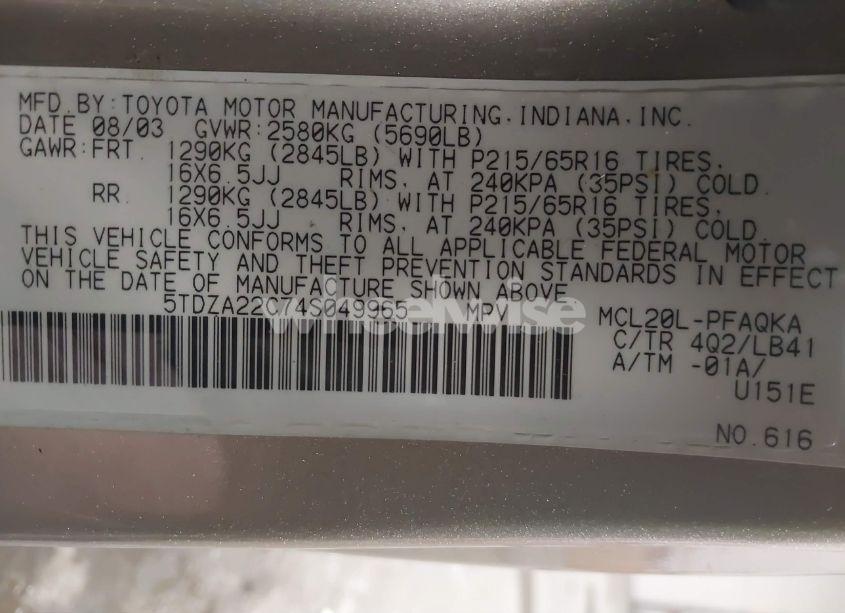 MFD.BY:TOYOTA MOTOR MANUFACTURING.INDIANA.INC.
DATE 08/03 GVWR:2580KG (5690LB)
GAWR:FRT. 1290KG (2845LB) WITH P215/65R16 TIRES.
16X6.5JJ RIMS. AT 240KPA (35PSI) COLD.
RR. 1290KG (2845LB) WITH P215/65R16 TIRES.
16X6.5JJ RIMS. AT 240KPA (35PSI) COLD
THIS VEHICLE CONFORMS TO ALL APPLICABLE FEDERAL MOTOR
VEHICLE SAFETY AND THEFT PREVENTION STANDARDS IN EFFECT
ON THE DATE OF MANUFACTURE SHOWN ABOVE
5TDZA22C74S049965 MPV MCL20L-PFAQKA
wheelwise
C/TR 4Q2/LB41
A/TM -01A/
U151E
NO.616